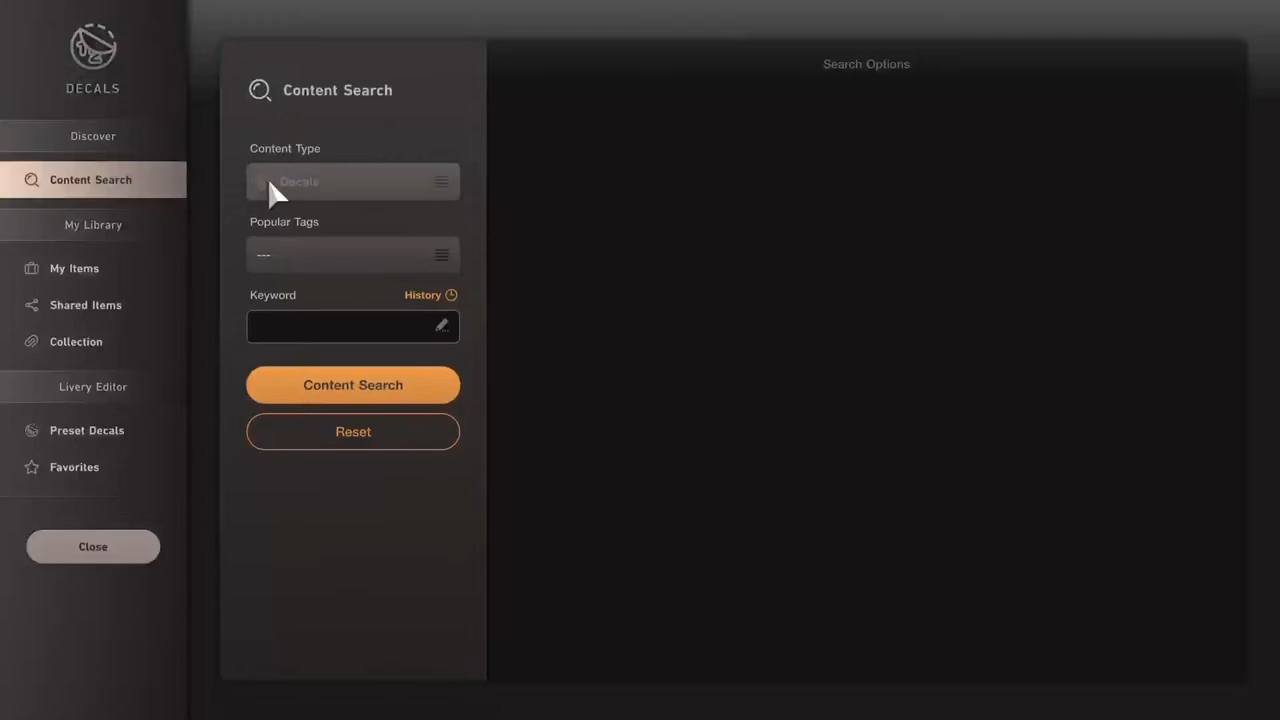 DECALS
Discover
Content Search
My Library
My Items
Shared Items
Collection
Livery Editor
Preset Decals
Favorites
Close
Content Search
Content Type
Decals
Popular Tags
---
Keyword
History
Content Search
Reset
Search Options